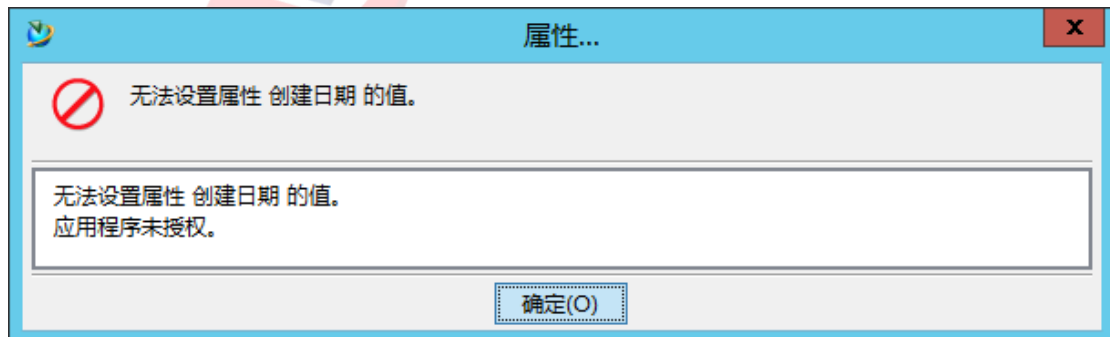 属性...
x
无法设置属性 创建日期 的值。
无法设置属性 创建日期 的值。
应用程序未授权。
确定(O)